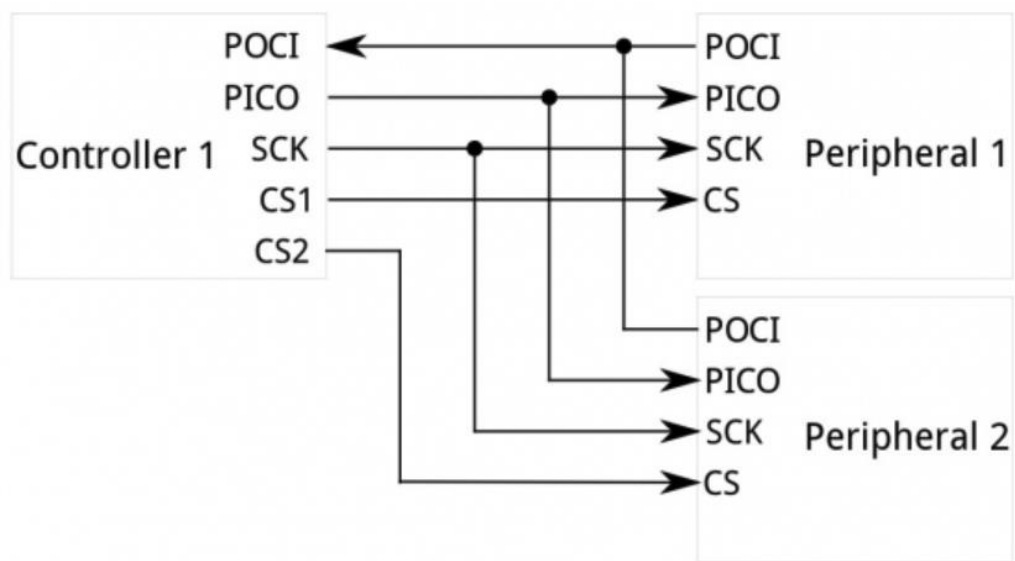 POCI
PICO
Controller 1
SCK
CS1
CS2
POCI
PICO
SCK
Peripheral 1
CS
POCI
PICO
SCK
Peripheral 2
CS